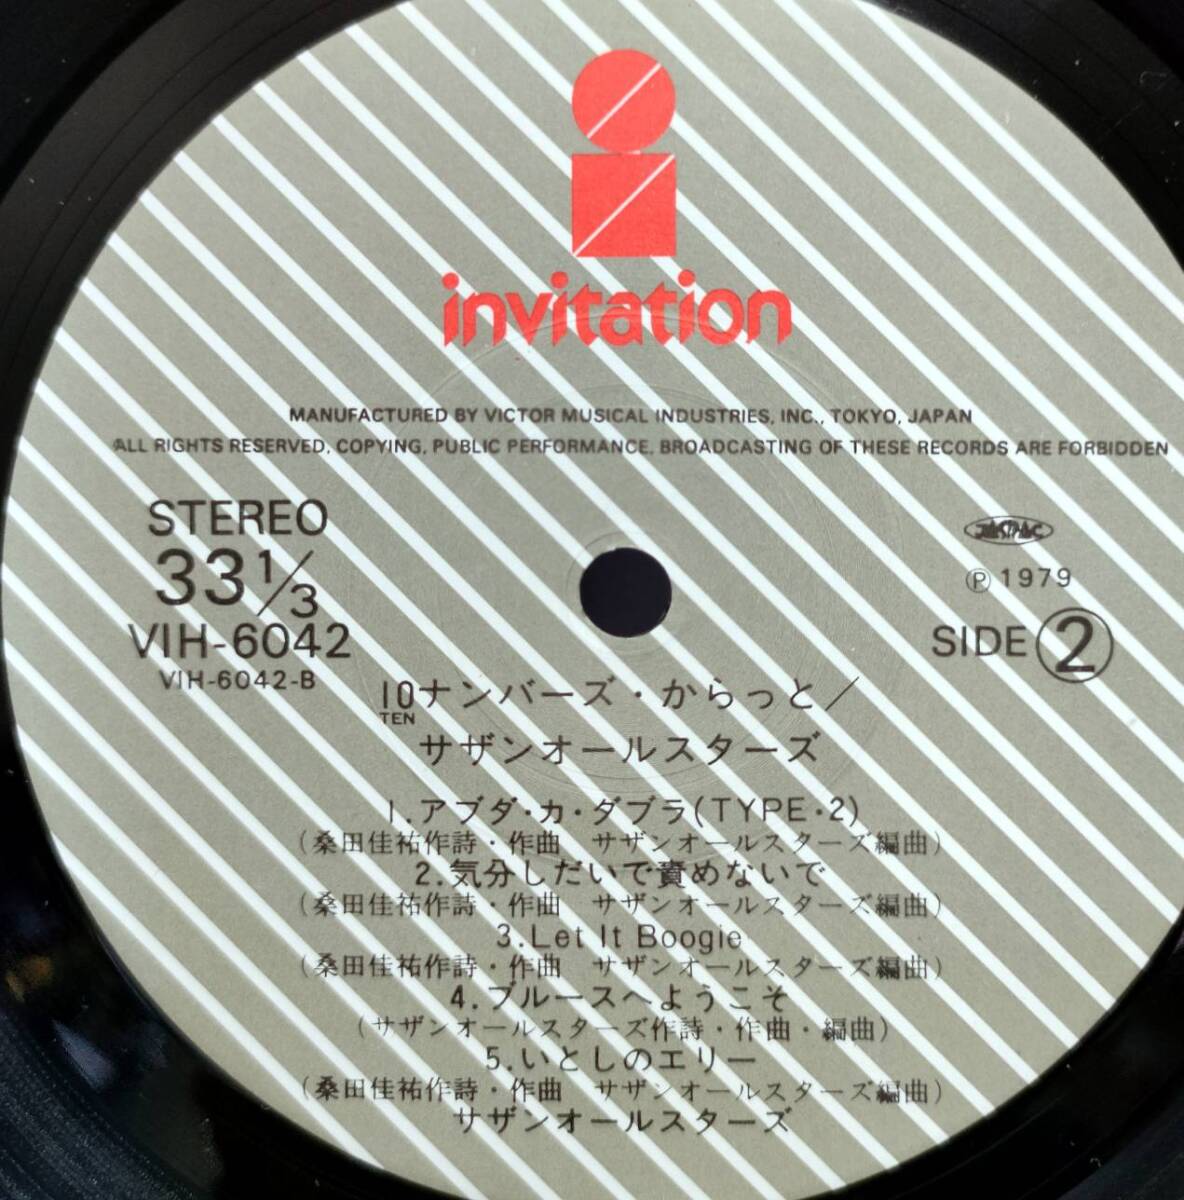 invitation
MANUFACTURED BY VICTOR MUSICAL INDUSTRIES, INC., TOKYO, JAPAN
ALL RIGHTS RESERVED. COPYING, PUBLIC PERFORMANCE, BROADCASTING OF THESE RECORDS ARE FORBIDDEN
STEREO
33 1/3
VIH-6042
VIH-6042-B
JASRAC
Ⓟ 1979
SIDE ②
10ナンバーズ・からっと／
TEN
サザンオールスターズ
1.アブダ・カ・ダブラ(TYPE・2)
(桑田佳祐作詩・作曲 サザンオールスターズ編曲)
2.気分しだいで責めないで
(桑田佳祐作詩・作曲 サザンオールスターズ編曲)
3.Let It Boogie
(桑田佳祐作詩・作曲 サザンオールスターズ編曲)
4.ブルースへようこそ
(サザンオールスターズ作詩・作曲・編曲)
5.いとしのエリー
(桑田佳祐作詩・作曲 サザンオールスターズ編曲)
サザンオールスターズ